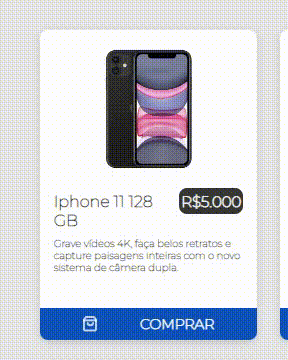 Iphone 11 128 R$5.000
GB
Grave vídeos 4K, faça belos retratos e
capture paisagens inteiras com o novo
sistema de câmera dupla.
COMPRAR